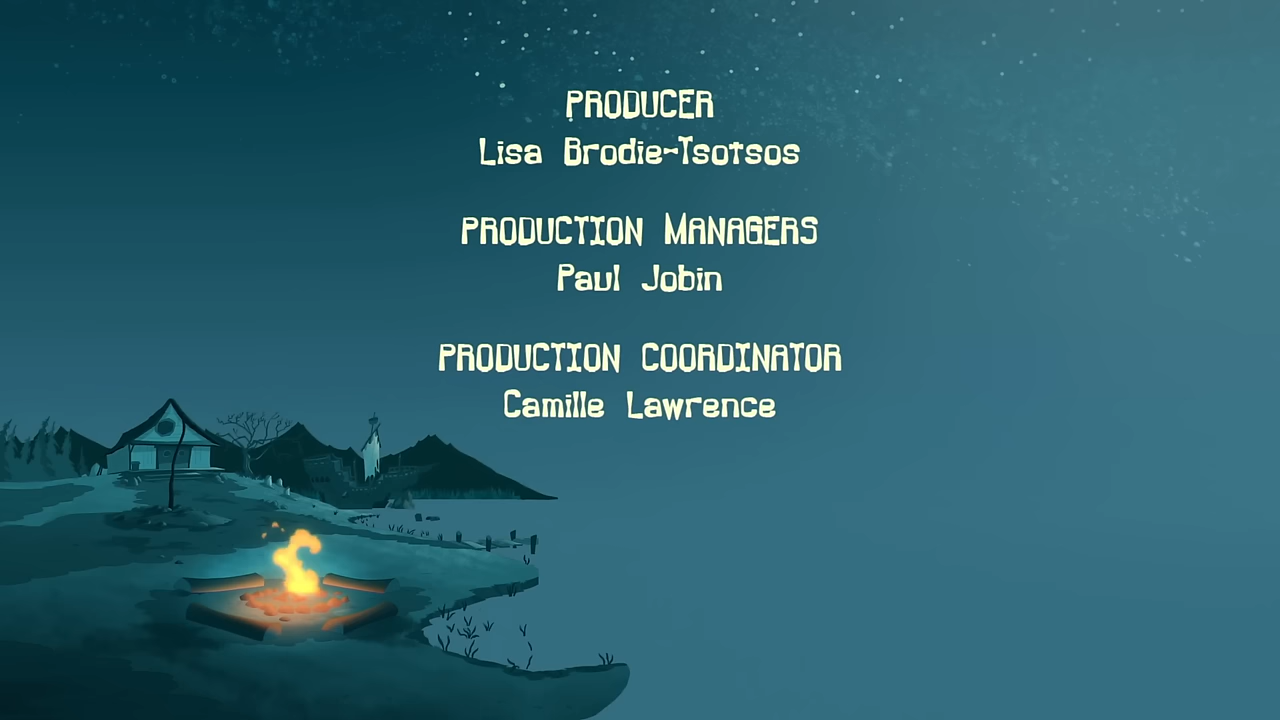 PRODUCER
Lisa Brodie-Tsotsos
PRODUCTION MANAGERS
Paul Jobin
PRODUCTION COORDINATOR
Camille Lawrence